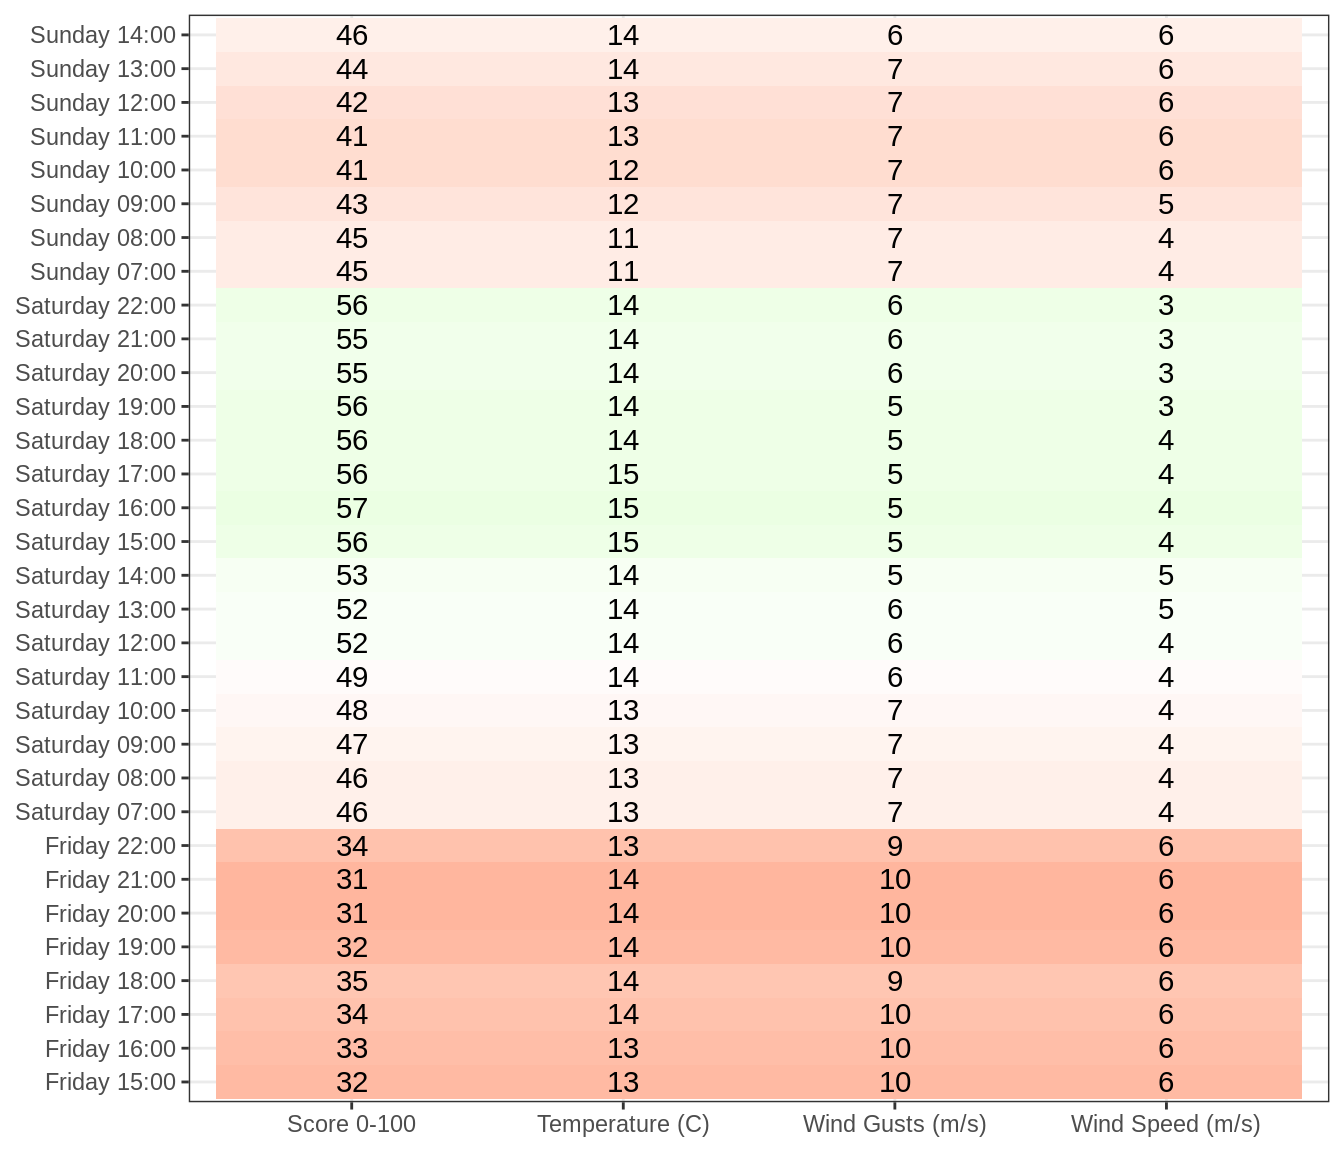 Sunday 14:00 46 14 6 6
Sunday 13:00 44 14 7 6
Sunday 12:00 42 13 7 6
Sunday 11:00 41 13 7 6
Sunday 10:00 41 12 7 6
Sunday 09:00 43 12 7 5
Sunday 08:00 45 11 7 4
Sunday 07:00 45 11 7 4
Saturday 22:00 56 14 6 3
Saturday 21:00 55 14 6 3
Saturday 20:00 55 14 6 3
Saturday 19:00 56 14 5 3
Saturday 18:00 56 14 5 4
Saturday 17:00 56 15 5 4
Saturday 16:00 57 15 5 4
Saturday 15:00 56 15 5 4
Saturday 14:00 53 14 5 5
Saturday 13:00 52 14 6 5
Saturday 12:00 52 14 6 4
Saturday 11:00 49 14 6 4
Saturday 10:00 48 13 7 4
Saturday 09:00 47 13 7 4
Saturday 08:00 46 13 7 4
Saturday 07:00 46 13 7 4
Friday 22:00 34 13 9 6
Friday 21:00 31 14 10 6
Friday 20:00 31 14 10 6
Friday 19:00 32 14 10 6
Friday 18:00 35 14 9 6
Friday 17:00 34 14 10 6
Friday 16:00 33 13 10 6
Friday 15:00 32 13 10 6
Score 0-100 Temperature (C) Wind Gusts (m/s) Wind Speed (m/s)